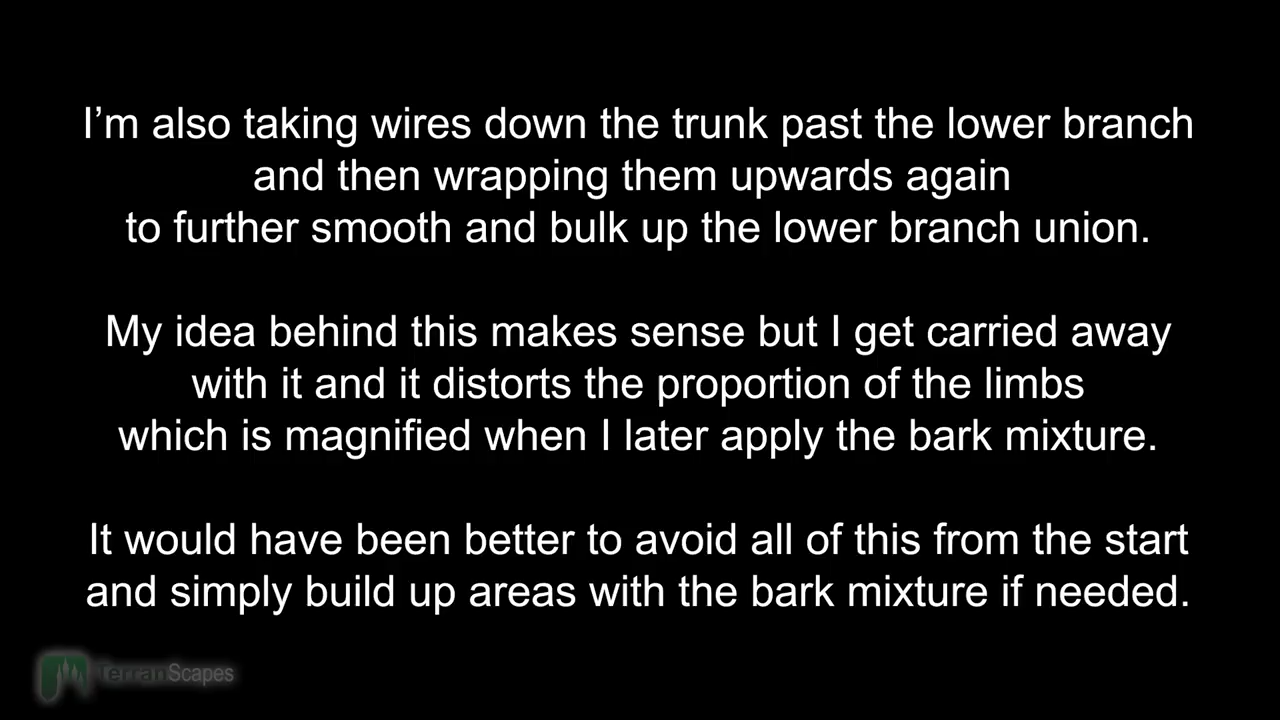 I’m also taking wires down the trunk past the lower branch
and then wrapping them upwards again
to further smooth and bulk up the lower branch union.
My idea behind this makes sense but I get carried away
with it and it distorts the proportion of the limbs
which is magnified when I later apply the bark mixture.
It would have been better to avoid all of this from the start
and simply build up areas with the bark mixture if needed.
TerranScapes